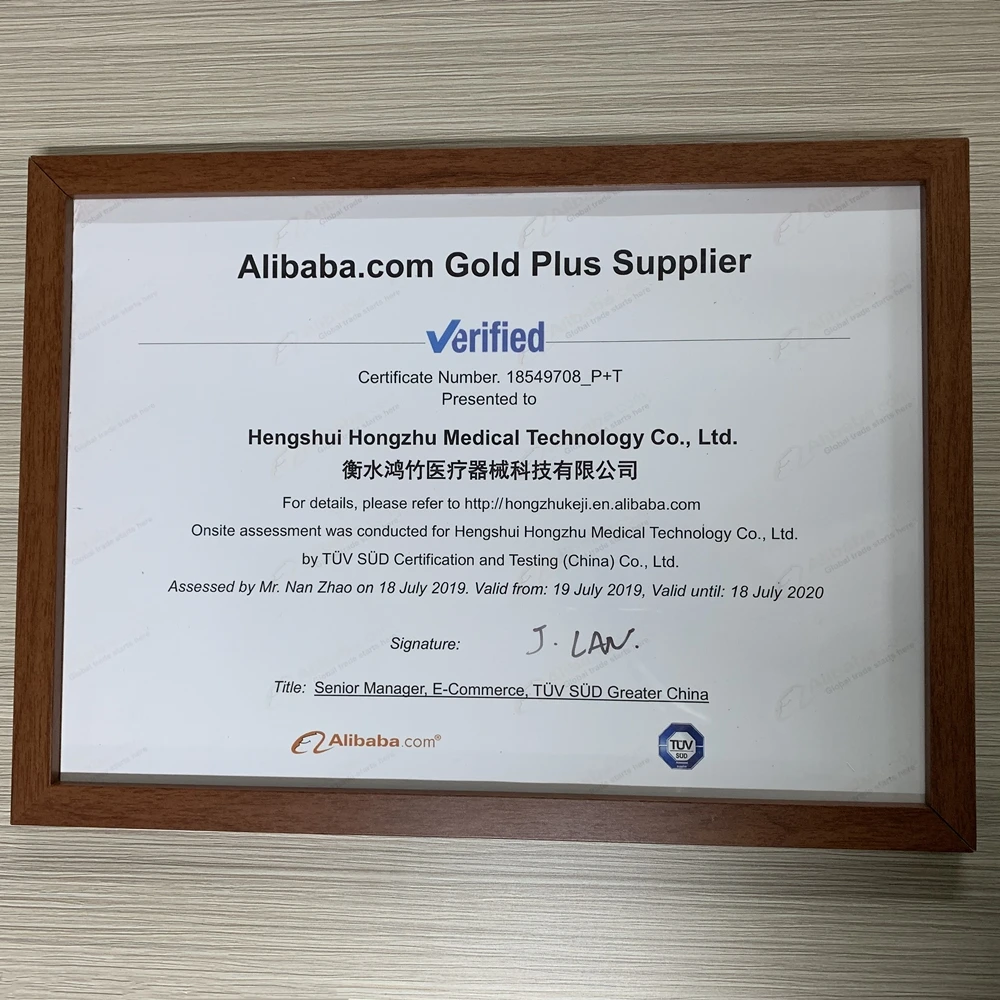 Alibaba.com Gold Plus Supplier
Verified
Certificate Number. 18549708_P+T
Presented to
Hengshui Hongzhu Medical Technology Co., Ltd.
衡水鸿竹医疗器械科技有限公司
For details, please refer to http://hongzhukeji.en.alibaba.com
Onsite assessment was conducted for Hengshui Hongzhu Medical Technology Co., Ltd.
by TÜV SÜD Certification and Testing (China) Co., Ltd.
Assessed by Mr. Nan Zhao on 18 July 2019. Valid from: 19 July 2019, Valid until: 18 July 2020
Signature: J. LAN.
Title: Senior Manager, E-Commerce, TÜV SÜD Greater China
Alibaba.com®
TÜV
SÜD